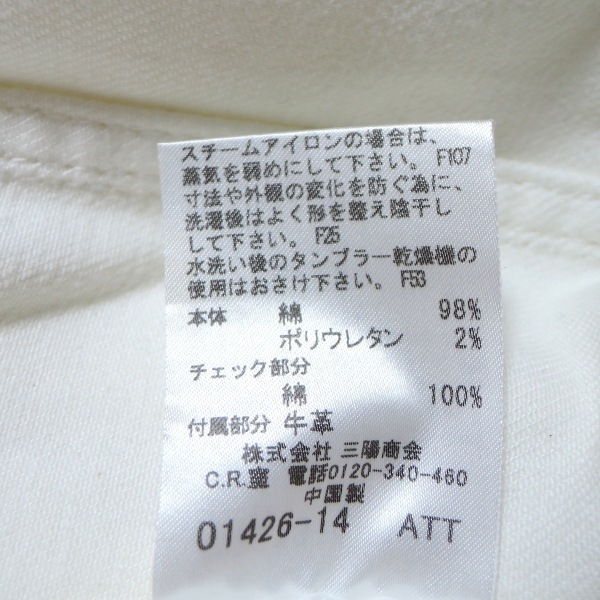 スチームアイロンの場合は、
蒸気を弱めにして下さい。 F107
寸法や外観の変化を防ぐ為に、
洗濯後はよく形を整え陰干し
して下さい。 F25
水洗い後のタンブラー乾燥機の
使用はおさけ下さい。 F53
本体 綿 98%
ポリウレタン 2%
チェック部分
綿 100%
付属部分 牛革
株式会社 三陽商会
C.R.室 電話0120-340-460
中国製
01426-14 ATT